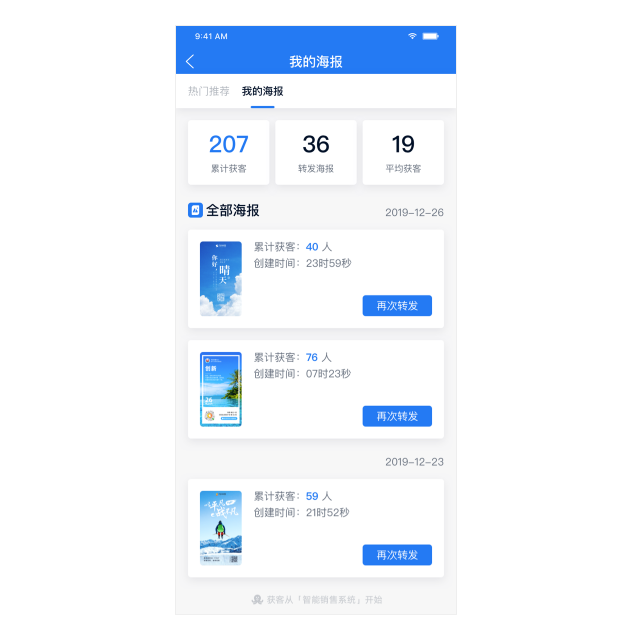 9:41 AM
我的海报
热门推荐 我的海报
207 36 19
累计获客 转发海报 平均获客
全部海报 2019-12-26
你好,
晴天
累计获客：40 人
创建时间：23时59秒
再次转发
创新
26
累计获客：76 人
创建时间：07时23秒
再次转发
2019-12-23
累计获客：59 人
创建时间：21时52秒
再次转发
获客从「智能销售系统」开始